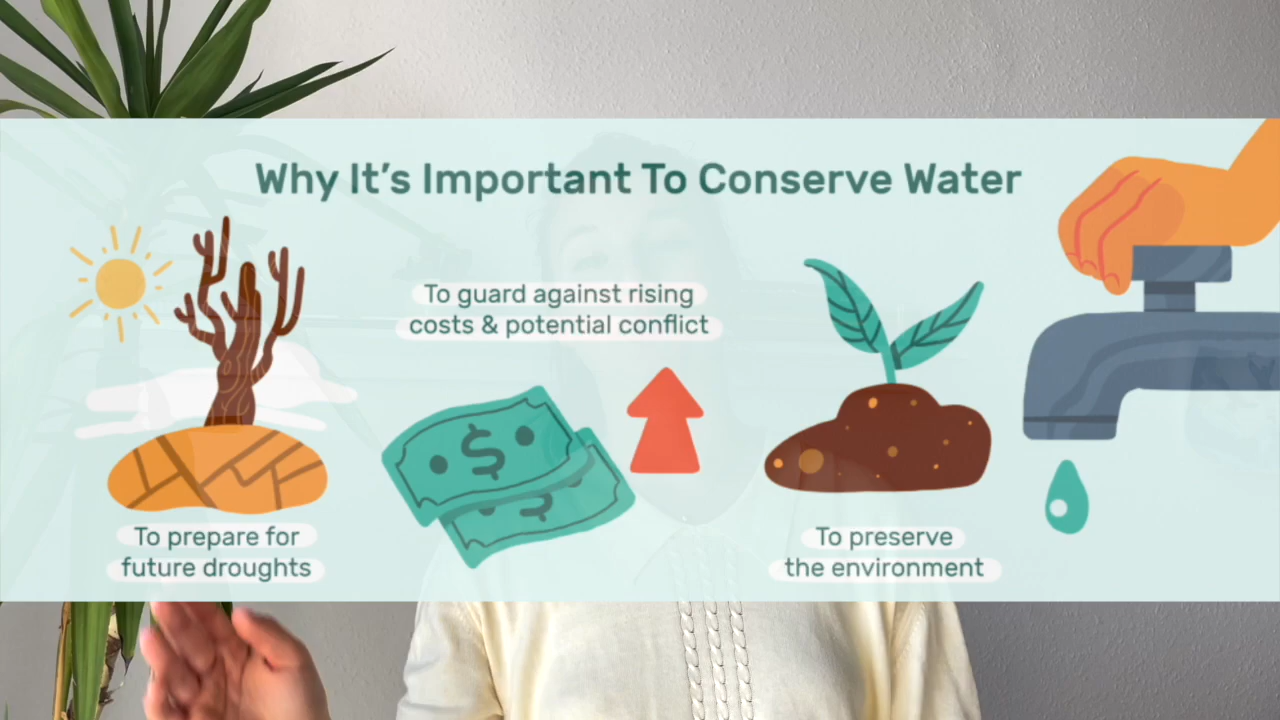 Why It's Important To Conserve Water
To guard against rising
costs & potential conflict
To prepare for
future droughts
To preserve
the environment